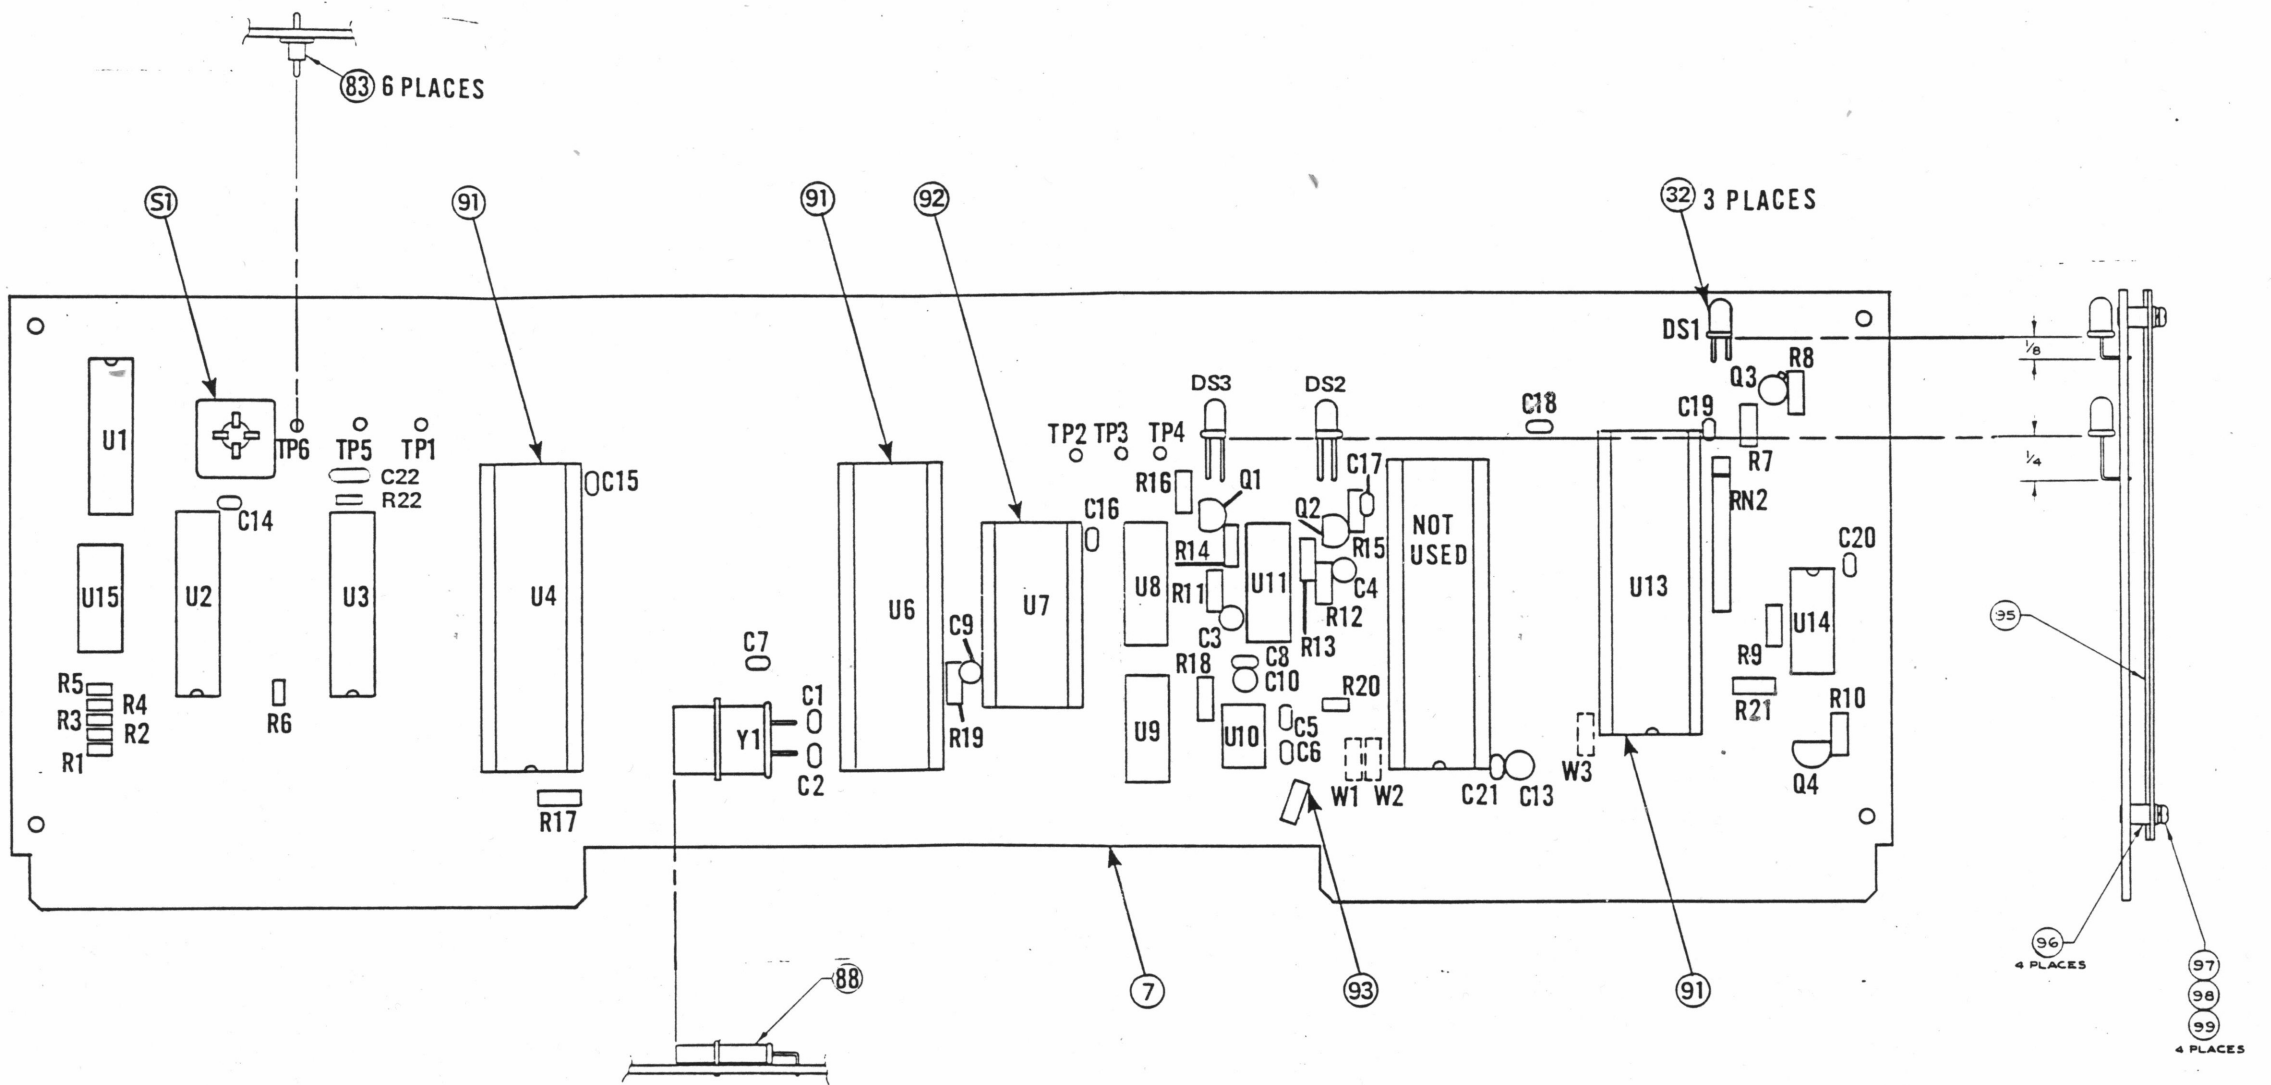 83 6 PLACES
S1
91
91
92
32 3 PLACES
DS1
1/8
R8
Q3
DS3
DS2
C18
C19
U1
TP6
TP5
TP1
TP2
TP3
TP4
R7
1/4
C22
R22
C15
R16
Q1
C17
RN2
C14
C16
Q2
NOT
USED
R14
R15
C20
U15
U2
U3
U4
U6
U7
U8
R11
U11
C4
U13
U14
95
C9
C3
R12
R13
C7
R18
C8
C10
R9
R5
R4
R3
R2
R1
R6
Y1
C1
C2
R19
U9
U10
C5
C6
R20
R21
R10
W1
W2
C21
C13
W3
Q4
R17
88
7
93
91
96
4 PLACES
97
98
99
4 PLACES